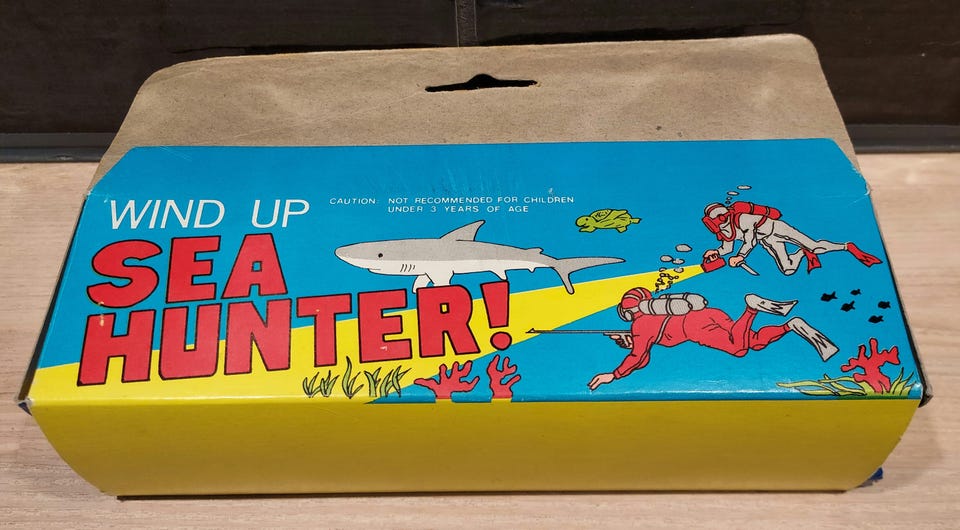 WIND UP
SEA
HUNTER!
CAUTION: NOT RECOMMENDED FOR CHILDREN
UNDER 3 YEARS OF AGE